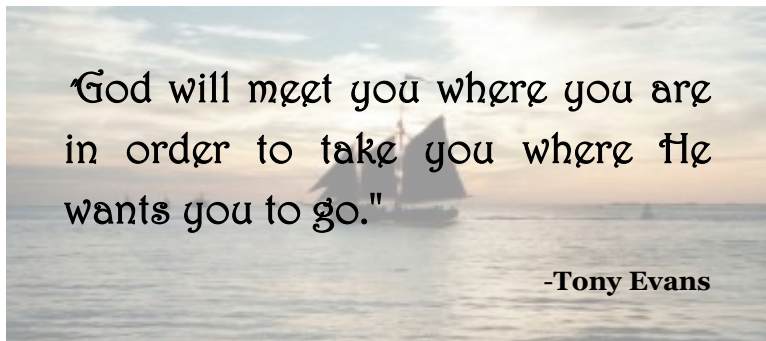 "God will meet you where you are
in order to take you where He
wants you to go."
-Tony Evans